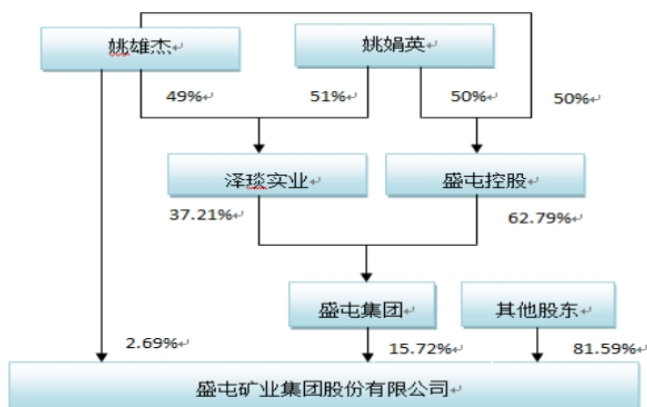 姚雄杰
姚娟英
49%
51%
50%
50%
泽琰实业
盛屯控股
37.21%
62.79%
盛屯集团
其他股东
2.69%
15.72%
81.59%
盛屯矿业集团股份有限公司